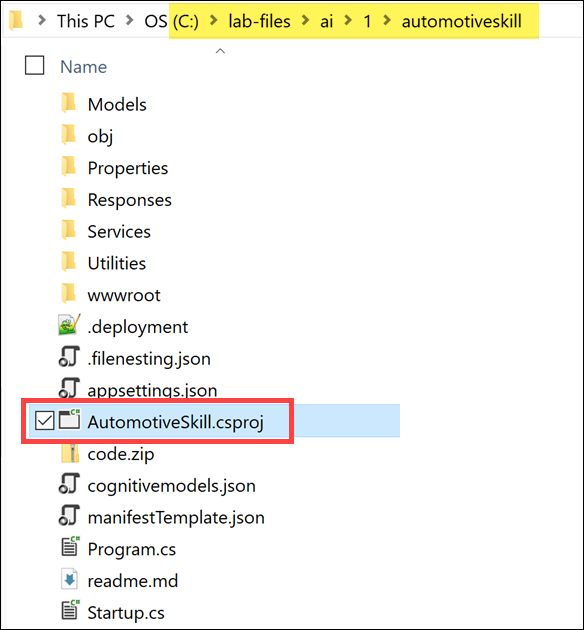 This PC > OS (C:) > lab-files > ai > 1 > automotiveskill
Name
Models
obj
Properties
Responses
Services
Utilities
wwwroot
.deployment
.filenesting.json
appsettings.json
AutomotiveSkill.csproj
code.zip
cognitivemodels.json
manifestTemplate.json
Program.cs
readme.md
Startup.cs